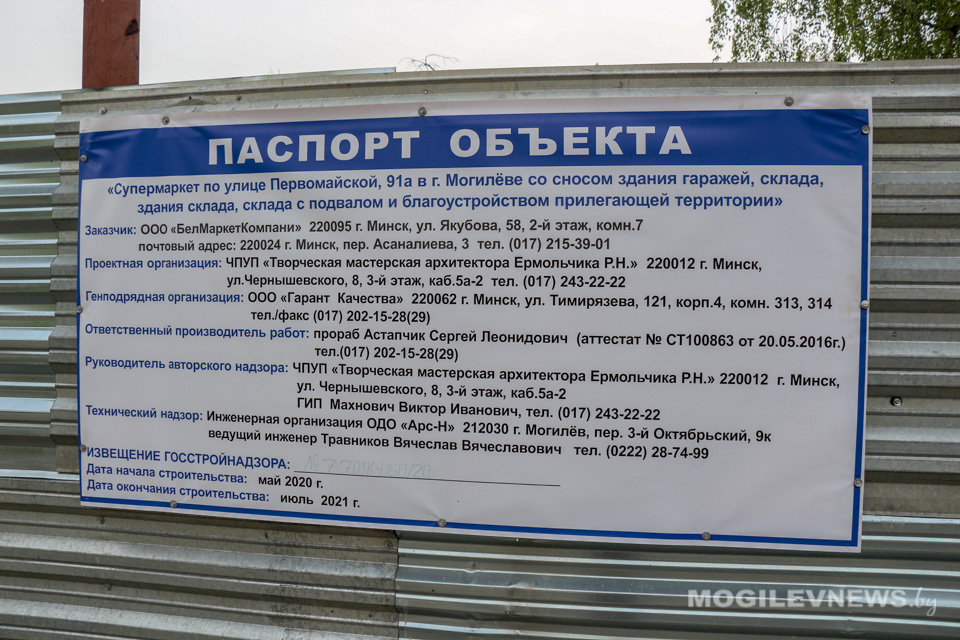 ПАСПОРТ ОБЪЕКТА
«Супермаркет по улице Первомайской, 91а в г. Могилёве со сносом здания гаражей, склада,
здания склада, склада с подвалом и благоустройством прилегающей территории»
Заказчик: ООО «БелМаркетКомпани» 220095 г. Минск, ул. Якубова, 58, 2-й этаж, комн.7
почтовый адрес: 220024 г. Минск, пер. Асаналиева, 3 тел. (017) 215-39-01
Проектная организация: ЧПУП «Творческая мастерская архитектора Ермольчика Р.Н.» 220012 г. Минск,
ул.Чернышевского, 8, 3-й этаж, каб.5а-2 тел. (017) 243-22-22
Генподрядная организация: ООО «Гарант Качества» 220062 г. Минск, ул. Тимирязева, 121, корп.4, комн. 313, 314
тел./факс (017) 202-15-28(29)
Ответственный производитель работ: прораб Астапчик Сергей Леонидович (аттестат № СТ100863 от 20.05.2016г.)
тел.(017) 202-15-28(29)
Руководитель авторского надзора: ЧПУП «Творческая мастерская архитектора Ермольчика Р.Н.» 220012 г. Минск,
ул. Чернышевского, 8, 3-й этаж, каб.5а-2
ГИП Махнович Виктор Иванович, тел. (017) 243-22-22
Технический надзор: Инженерная организация ОДО «Арс-Н» 212030 г. Могилёв, пер. 3-й Октябрьский, 9к
ведущий инженер Травников Вячеслав Вячеславович тел. (0222) 28-74-99
ИЗВЕЩЕНИЕ ГОССТРОЙНАДЗОРА:
Дата начала строительства: май 2020 г.
Дата окончания строительства: июль 2021 г.
MOGILEVNEWS.by